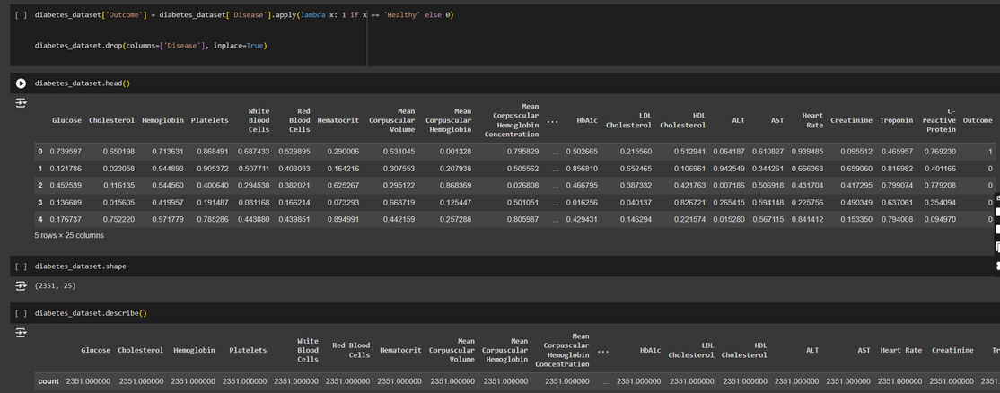 [ ] diabetes_dataset['Outcome'] = diabetes_dataset['Disease'].apply(lambda x: 1 if x == 'Healthy' else 0)
diabetes_dataset.drop(columns=['Disease'], inplace=True)
diabetes_dataset.head()
Glucose Cholesterol Hemoglobin Platelets White Blood Cells Red Blood Cells Hematocrit Mean Corpuscular Volume Mean Corpuscular Hemoglobin Mean Corpuscular Hemoglobin Concentration ... HbA1c LDL Cholesterol HDL Cholesterol ALT AST Heart Rate Creatinine Troponin C-reactive Protein Outcome
0 0.739597 0.650198 0.713631 0.868491 0.687433 0.529895 0.290006 0.631045 0.001328 0.795829 ... 0.502665 0.215560 0.512941 0.064187 0.610827 0.939485 0.095512 0.465957 0.769230 1
1 0.121786 0.023058 0.944893 0.905372 0.507711 0.403033 0.164216 0.307553 0.207938 0.505562 ... 0.856810 0.652465 0.106961 0.942549 0.344261 0.666368 0.659060 0.816982 0.401166 0
2 0.452539 0.116135 0.544560 0.400640 0.294538 0.382021 0.625267 0.295122 0.868369 0.026808 ... 0.466795 0.387332 0.421763 0.007186 0.506918 0.431704 0.417295 0.799074 0.779208 0
3 0.136609 0.015605 0.419957 0.191487 0.081168 0.166214 0.073293 0.668719 0.125447 0.501051 ... 0.016256 0.040137 0.826721 0.265415 0.594148 0.225756 0.490349 0.637061 0.354094 0
4 0.176737 0.752220 0.971779 0.785286 0.443880 0.439851 0.894991 0.442159 0.257288 0.805987 ... 0.429431 0.146294 0.221574 0.015280 0.567115 0.841412 0.153350 0.794008 0.094970 0
5 rows × 25 columns
[ ] diabetes_dataset.shape
(2351, 25)
[ ] diabetes_dataset.describe()
Glucose Cholesterol Hemoglobin Platelets White Blood Cells Red Blood Cells Hematocrit Mean Corpuscular Volume Mean Corpuscular Hemoglobin Mean Corpuscular Hemoglobin Concentration ... HbA1c LDL Cholesterol HDL Cholesterol ALT AST Heart Rate Creatinine Tr
count 2351.000000 2351.000000 2351.000000 2351.000000 2351.000000 2351.000000 2351.000000 2351.000000 2351.000000 2351.000000 ... 2351.000000 2351.000000 2351.000000 2351.000000 2351.000000 2351.000000 2351.000000 2351